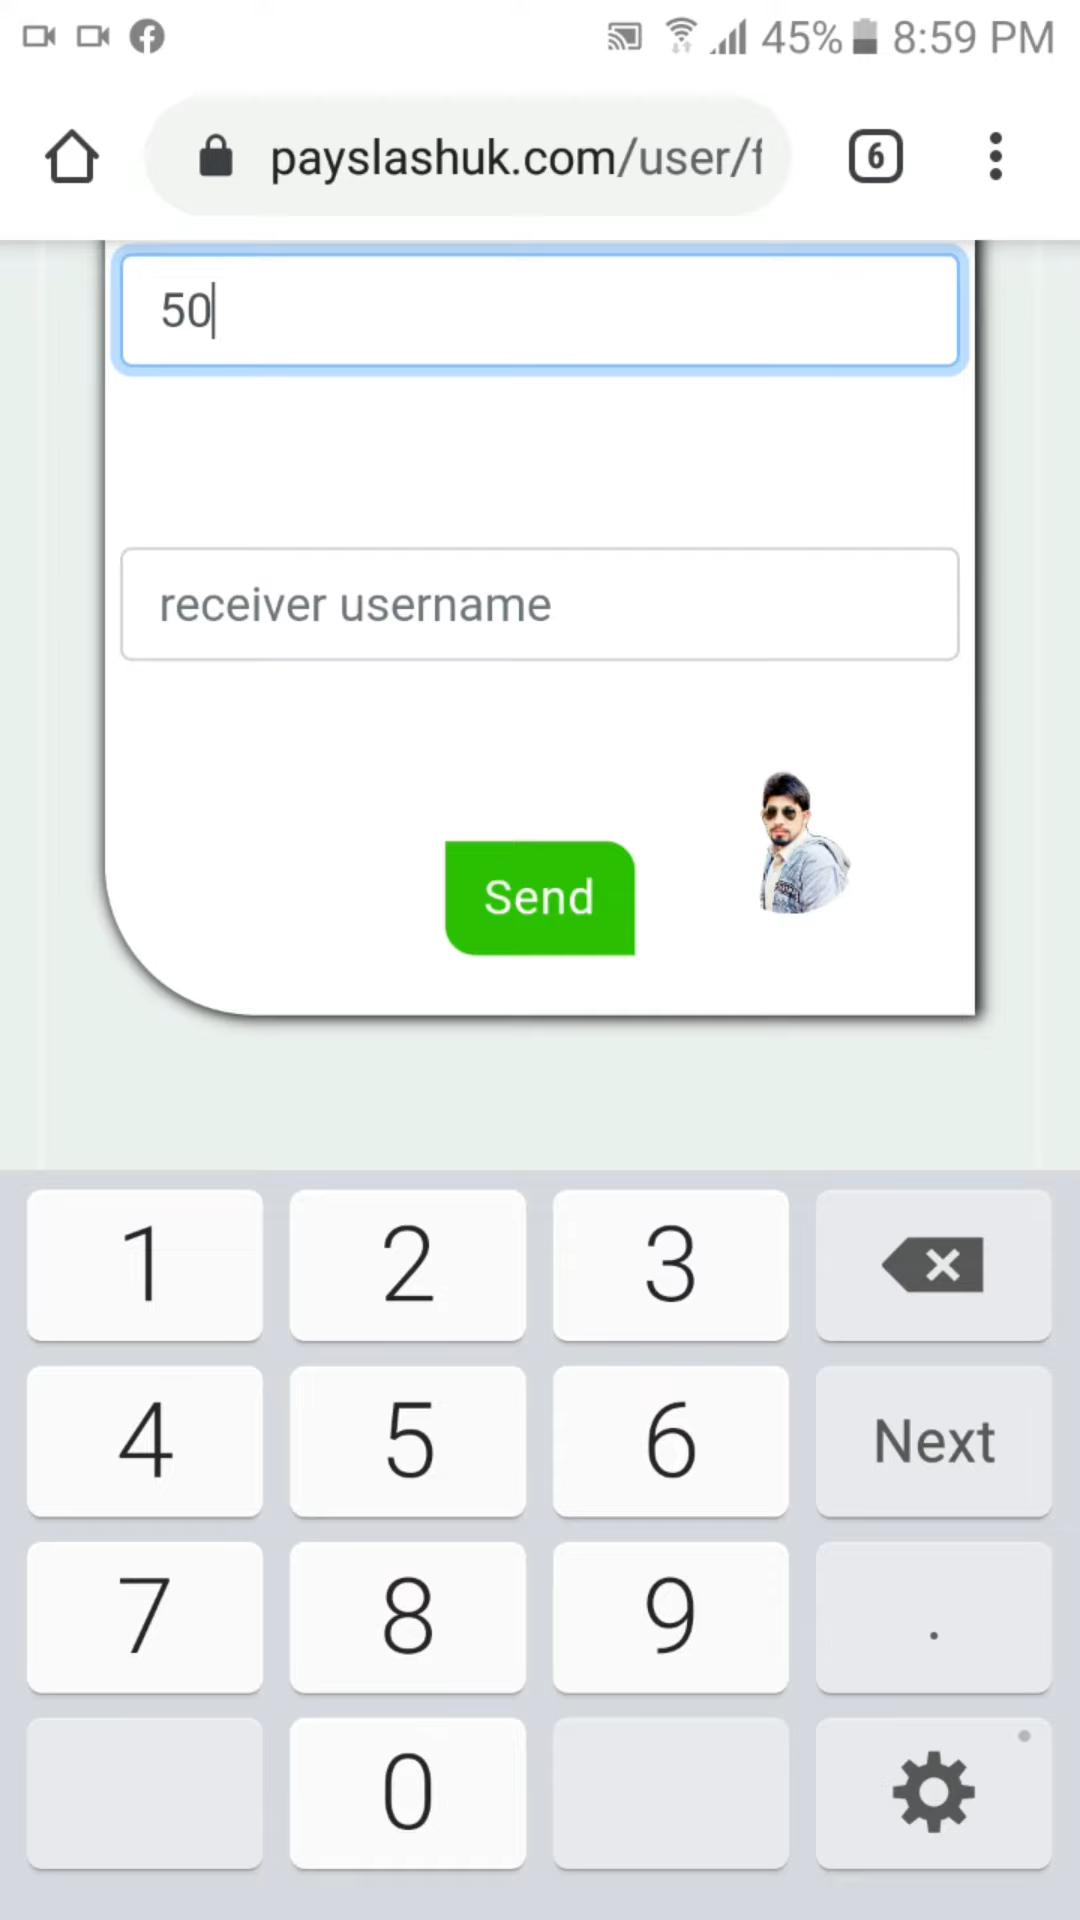 45% 8:59 PM
payslashuk.com/user/f
6
50
receiver username
Send
1 2 3
4 5 6 Next
7 8 9 .
0